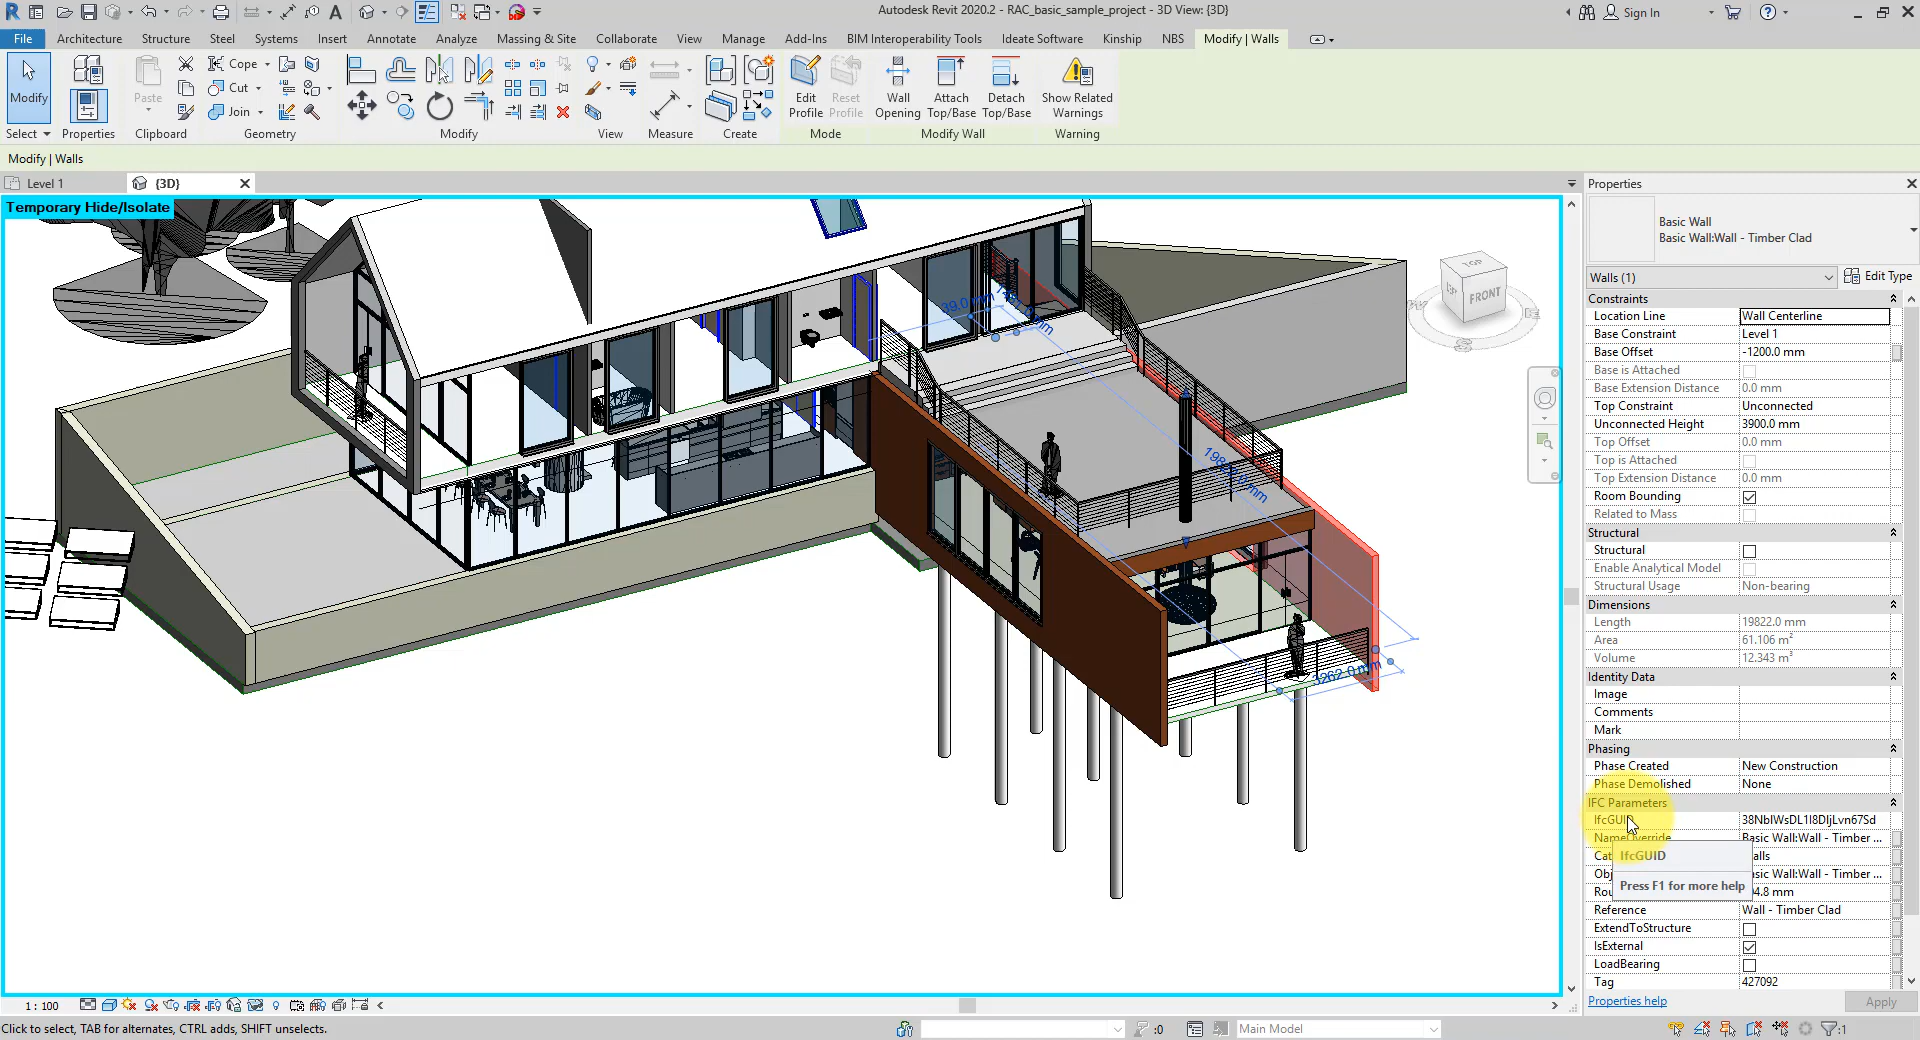 Autodesk Revit 2020.2 - RAC_basic_sample_project - 3D View: {3D}
Sign In
File Architecture Structure Steel Systems Insert Annotate Analyze Massing & Site Collaborate View Manage Add-Ins BIM Interoperability Tools Ideate Software Kinship NBS Modify | Walls
Modify
Paste
Cope
Cut
Join
Edit Profile
Reset Profile
Wall Opening
Attach Top/Base
Detach Top/Base
Show Related Warnings
Select Properties Clipboard Geometry Modify View Measure Create Mode Modify Wall Warning
Modify | Walls
Level 1
{3D}
Temporary Hide/Isolate
TOP
FRONT
3262.0 mm
Properties
Basic Wall
Basic Wall:Wall - Timber Clad
Walls (1)
Edit Type
Constraints
Location Line Wall Centerline
Base Constraint Level 1
Base Offset -1200.0 mm
Base is Attached
Base Extension Distance 0.0 mm
Top Constraint Unconnected
Unconnected Height 3900.0 mm
Top Offset 0.0 mm
Top is Attached
Top Extension Distance 0.0 mm
Room Bounding
Related to Mass
Structural
Structural
Enable Analytical Model
Structural Usage Non-bearing
Dimensions
Length 19822.0 mm
Area 61.106 m²
Volume 12.343 m³
Identity Data
Image
Comments
Mark
Phasing
Phase Created New Construction
Phase Demolished None
IFC Parameters
IfcGUID
NameOverride Basic Wall:Wall - Timber ...
IfcGUID
Press F1 for more help
Reference Wall - Timber Clad
ExtendToStructure
IsExternal
LoadBearing
Tag 427092
Properties help
Apply
1 : 100
Click to select, TAB for alternates, CTRL adds, SHIFT unselects.
:0
Main Model
:1